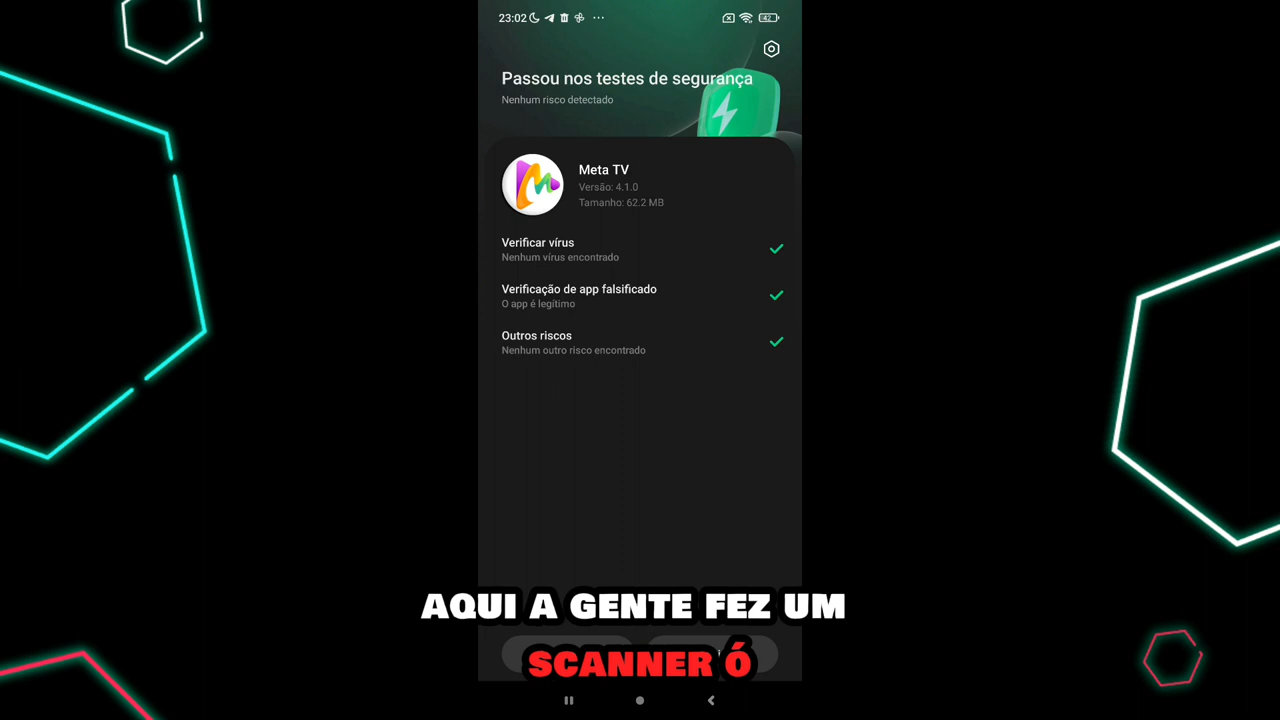 23:02
42
Passou nos testes de segurança
Nenhum risco detectado
Meta TV
Versão: 4.1.0
Tamanho: 62.2 MB
Verificar vírus
Nenhum vírus encontrado
Verificação de app falsificado
O app é legítimo
Outros riscos
Nenhum outro risco encontrado
AQUI A GENTE FEZ UM
SCANNER Ó